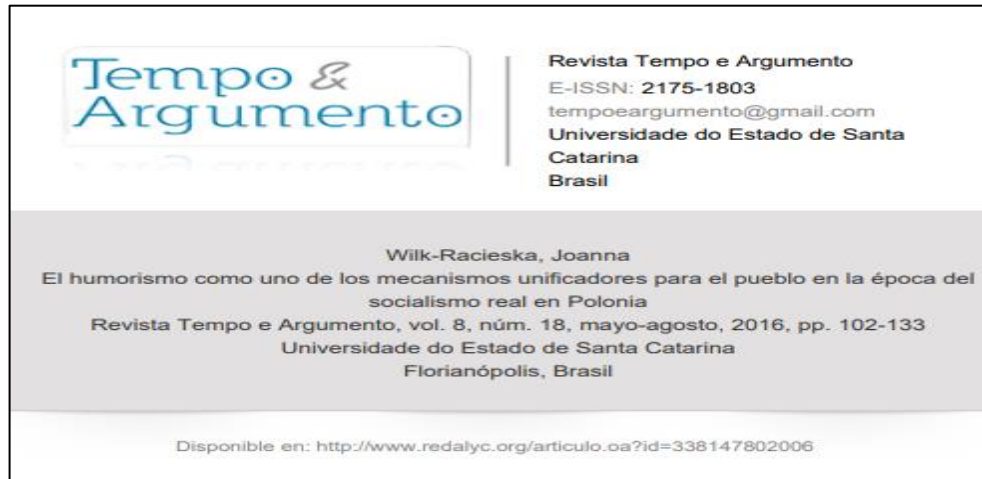 Tempo &
Argumento
Revista Tempo e Argumento
E-ISSN: 2175-1803
tempoeargumento@gmail.com
Universidade do Estado de Santa
Catarina
Brasil
Wilk-Racieska, Joanna
El humorismo como uno de los mecanismos unificadores para el pueblo en la época del
socialismo real en Polonia
Revista Tempo e Argumento, vol. 8, núm. 18, mayo-agosto, 2016, pp. 102-133
Universidade do Estado de Santa Catarina
Florianópolis, Brasil
Disponible en: http://www.redalyc.org/articulo.oa?id=338147802006